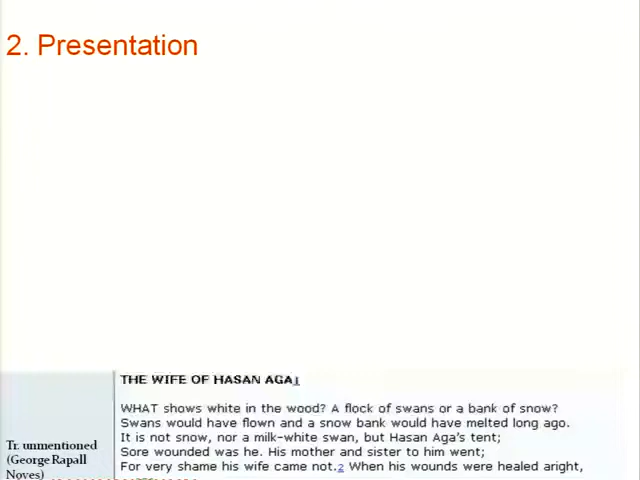 2. Presentation
THE WIFE OF HASAN AGA1
WHAT shows white in the wood? A flock of swans or a bank of snow?
Swans would have flown and a snow bank would have melted long ago.
It is not snow, nor a milk-white swan, but Hasan Aga's tent;
Sore wounded was he. His mother and sister to him went;
For very shame his wife came not.2 When his wounds were healed aright,
Tr. unmentioned
(George Rapall
Noyes)